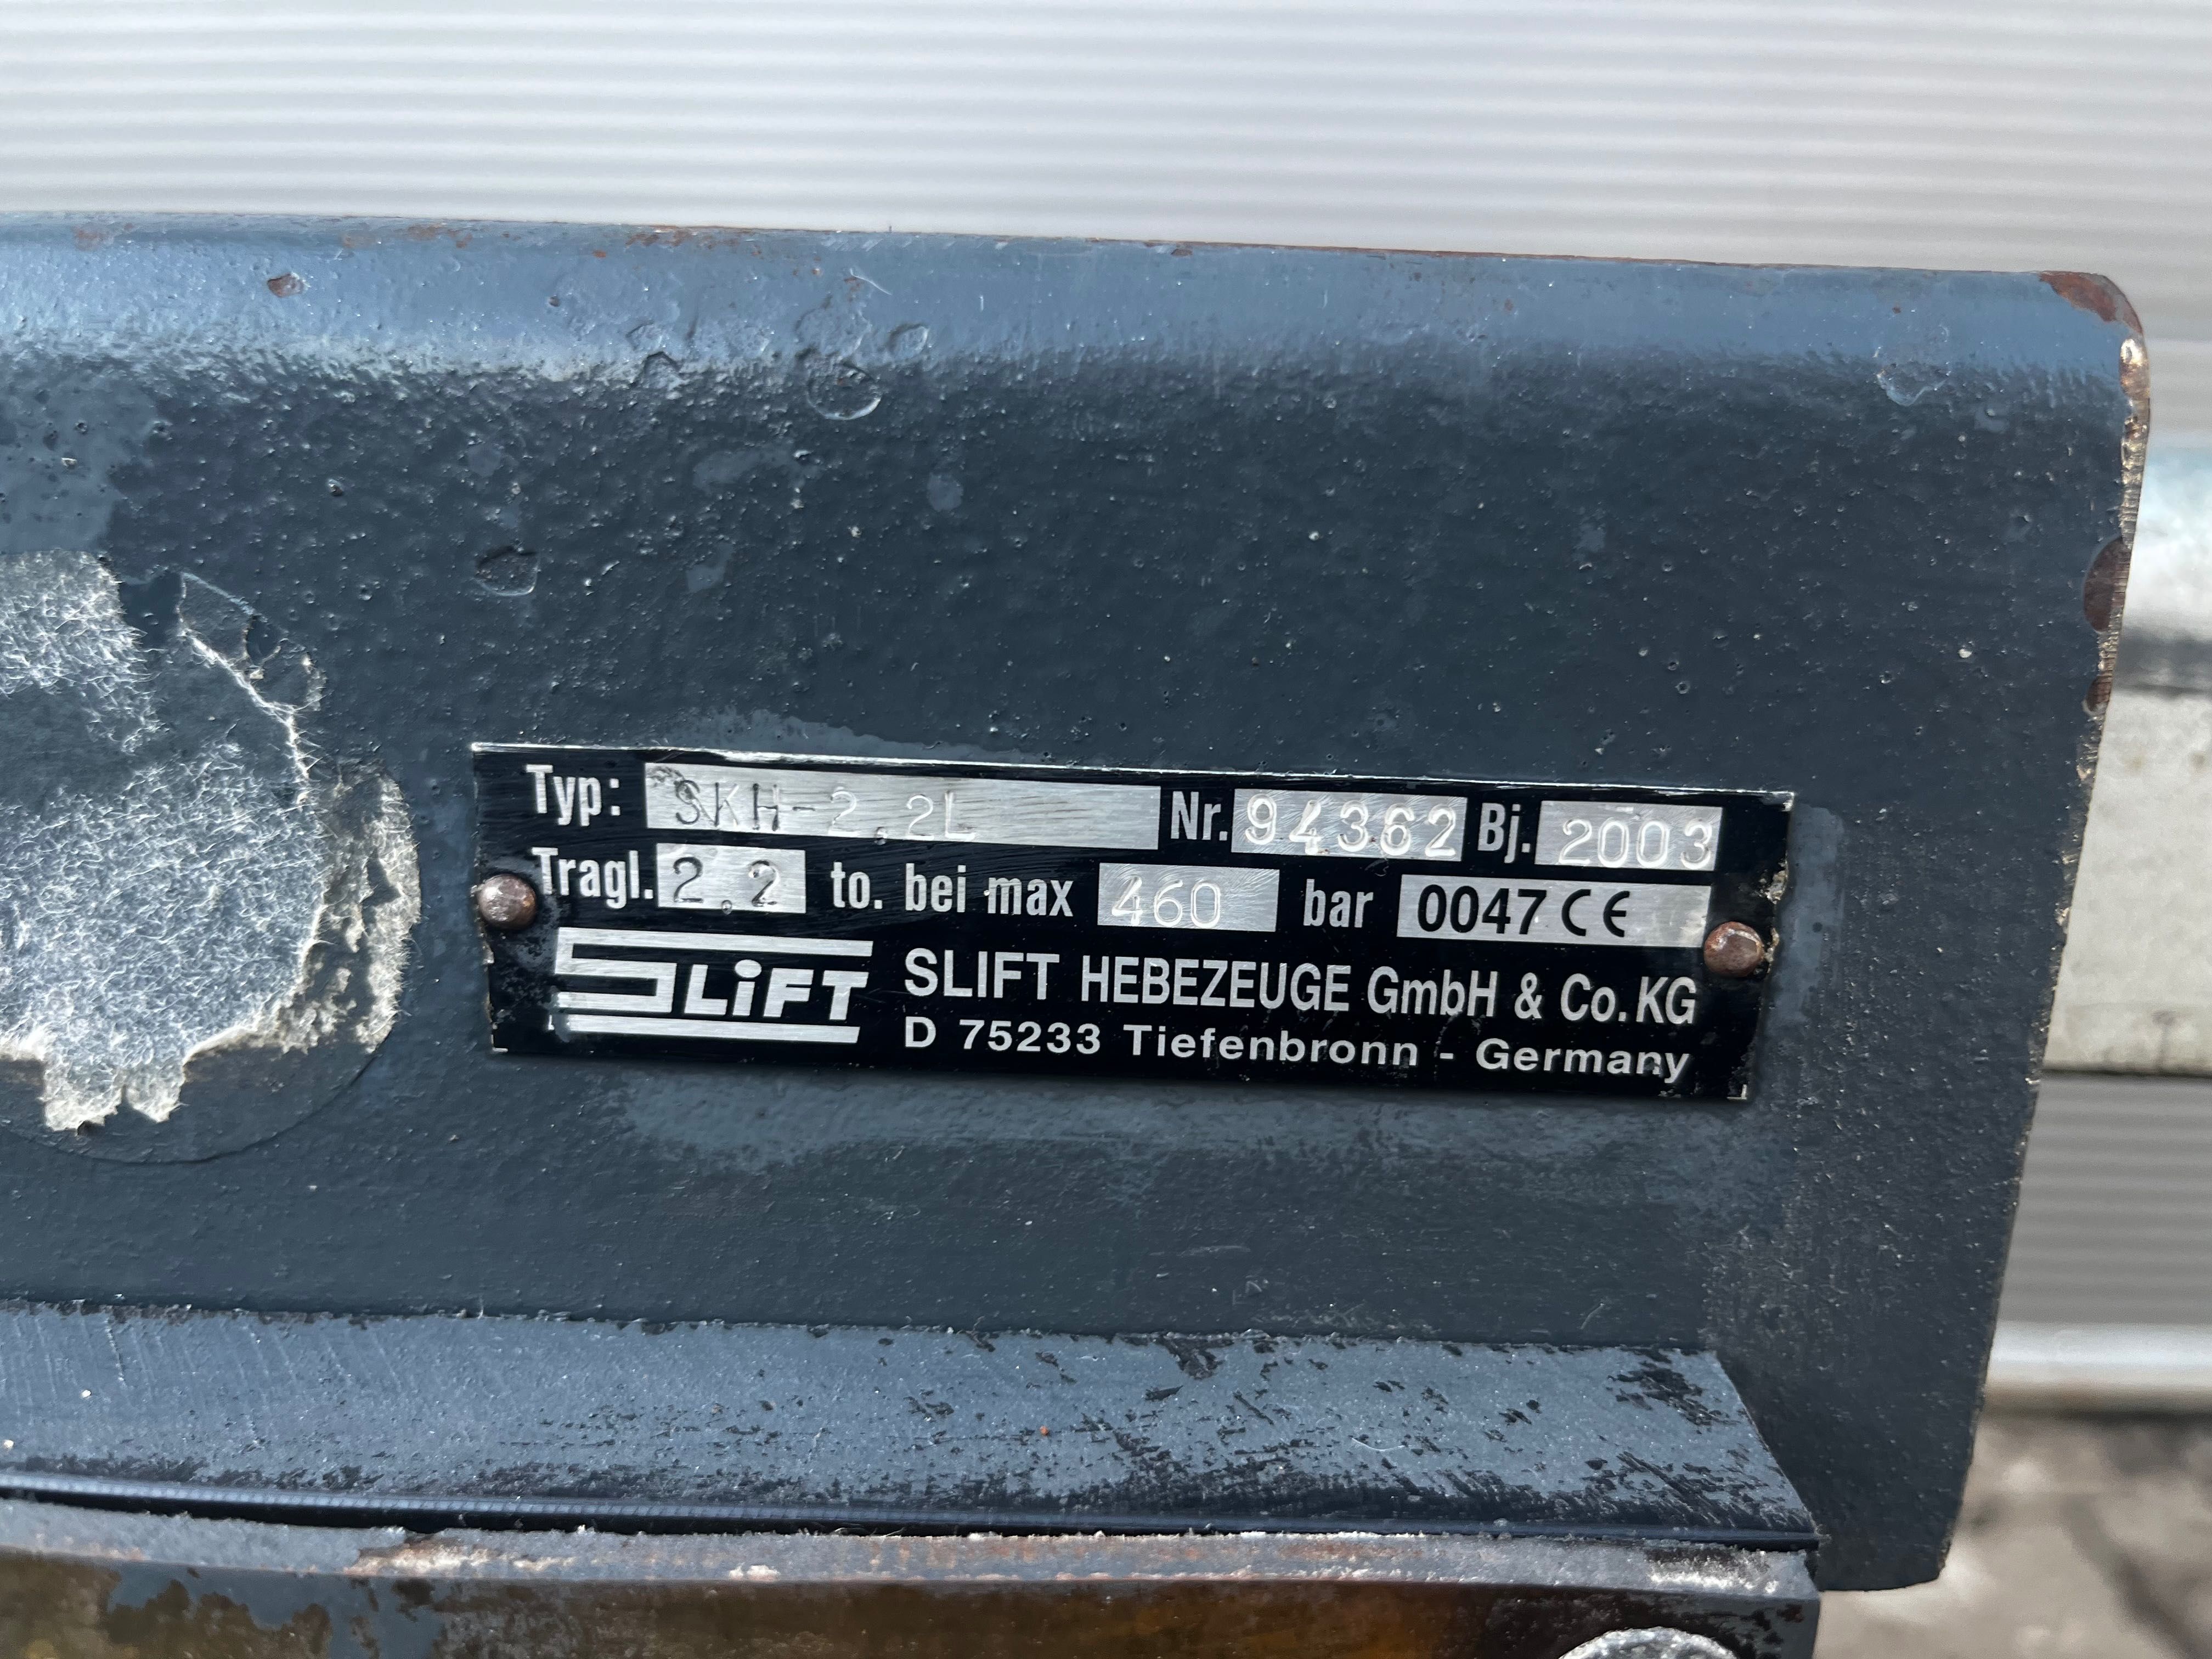 Typ: SKH-2.2L Nr. 94362 Bj. 2003
Tragl. 2.2 to. bei max 460 bar 0047 CE
SLiFT SLIFT HEBEZEUGE GmbH & Co. KG
D 75233 Tiefenbronn - Germany